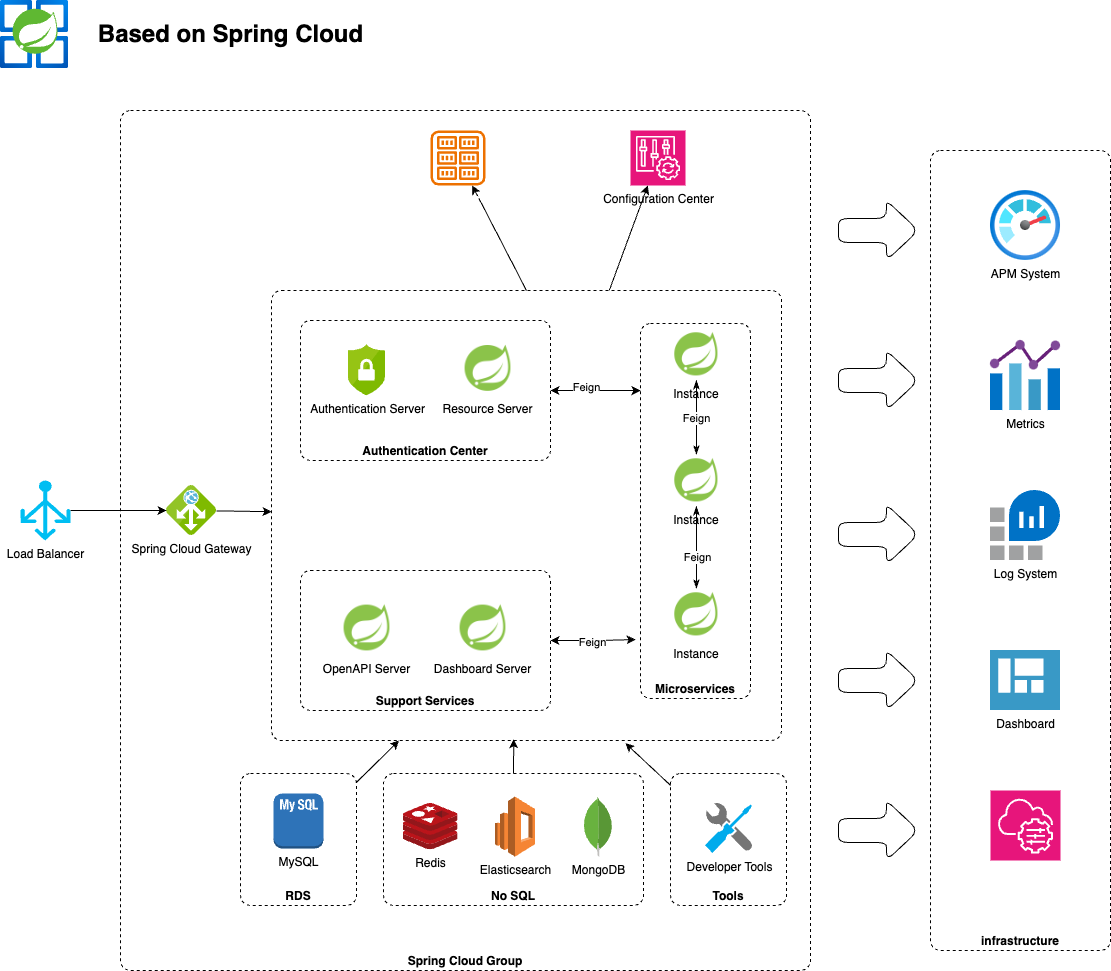 Based on Spring Cloud
Configuration Center
APM System
Authentication Server
Resource Server
Authentication Center
Feign
Instance
Feign
Instance
Feign
Instance
Microservices
Metrics
Load Balancer
Spring Cloud Gateway
Log System
OpenAPI Server
Dashboard Server
Support Services
Feign
Dashboard
My SQL
MySQL
RDS
Redis
Elasticsearch
MongoDB
No SQL
Developer Tools
Tools
infrastructure
Spring Cloud Group